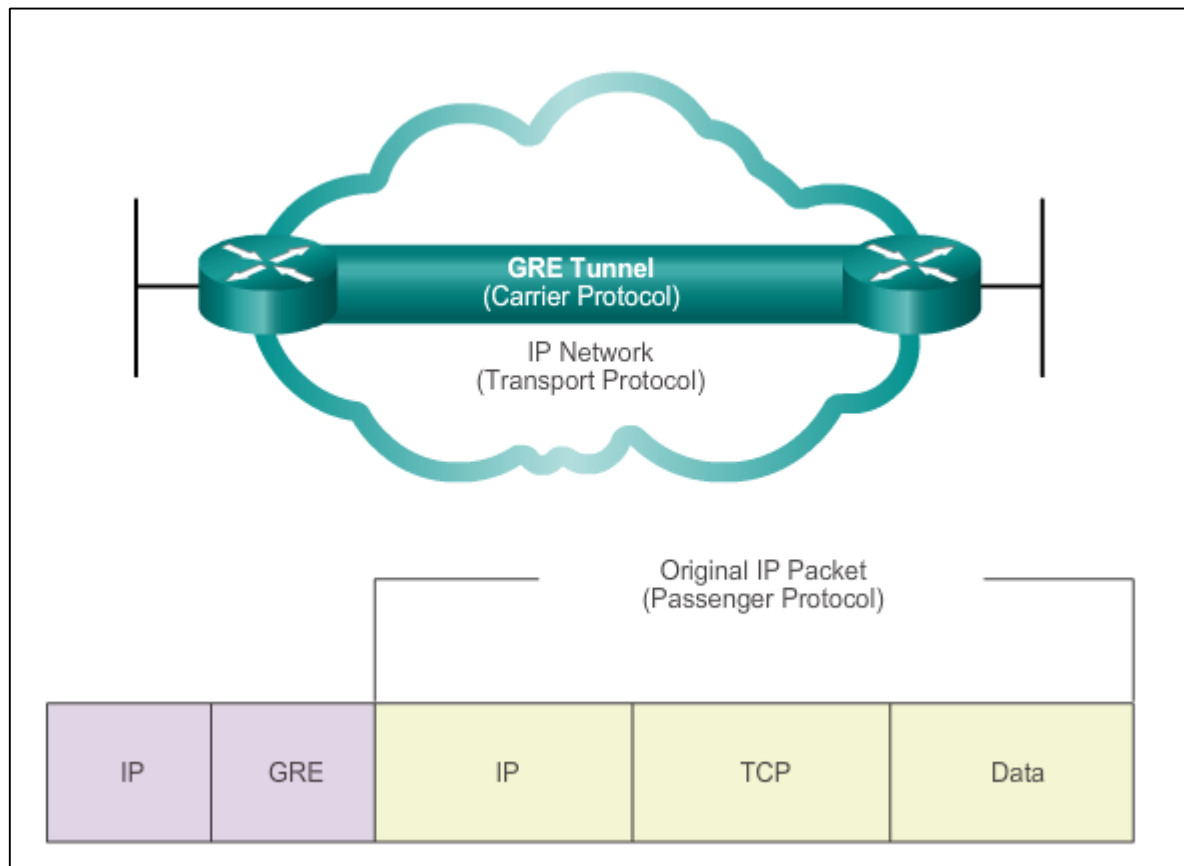 GRE Tunnel
(Carrier Protocol)
IP Network
(Transport Protocol)
Original IP Packet
(Passenger Protocol)
IP
GRE
IP
TCP
Data